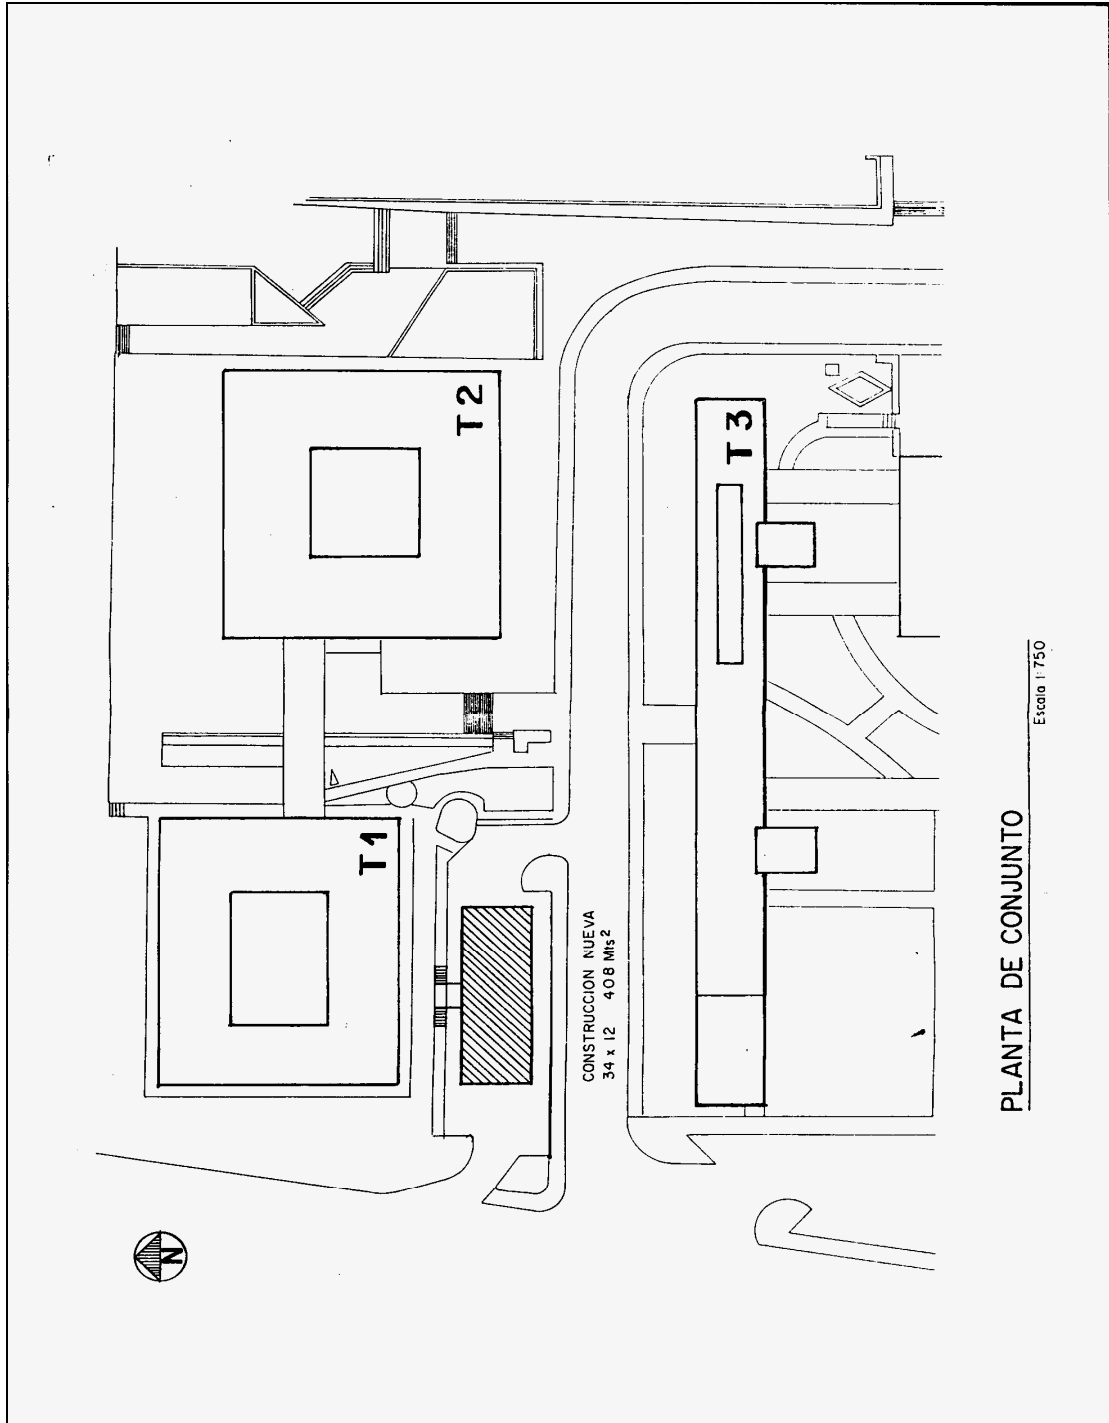 T2
T3
T1
CONSTRUCCION NUEVA
34 x 12 408 Mts²
PLANTA DE CONJUNTO
Escala 1:750
N